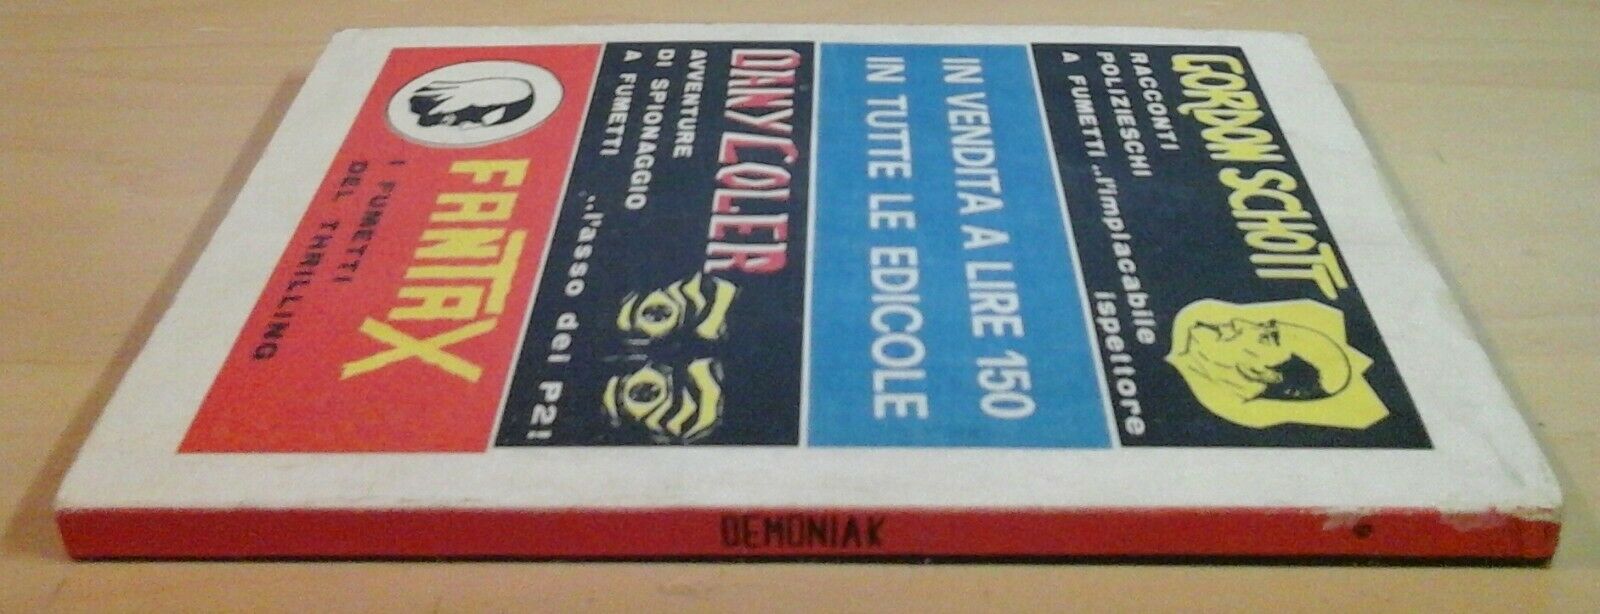 FANTAX
I FUMETTI
DEL THRILLING
DANY COLER
AVVENTURE
DI SPIONAGGIO
A FUMETTI
...l'asso del P2!
IN VENDITA A LIRE 150
IN TUTTE LE EDICOLE
GORDON SCHOTT
RACCONTI
POLIZIESCHI
A FUMETTI ...l'implacabile
ispettore
DEMONIAK